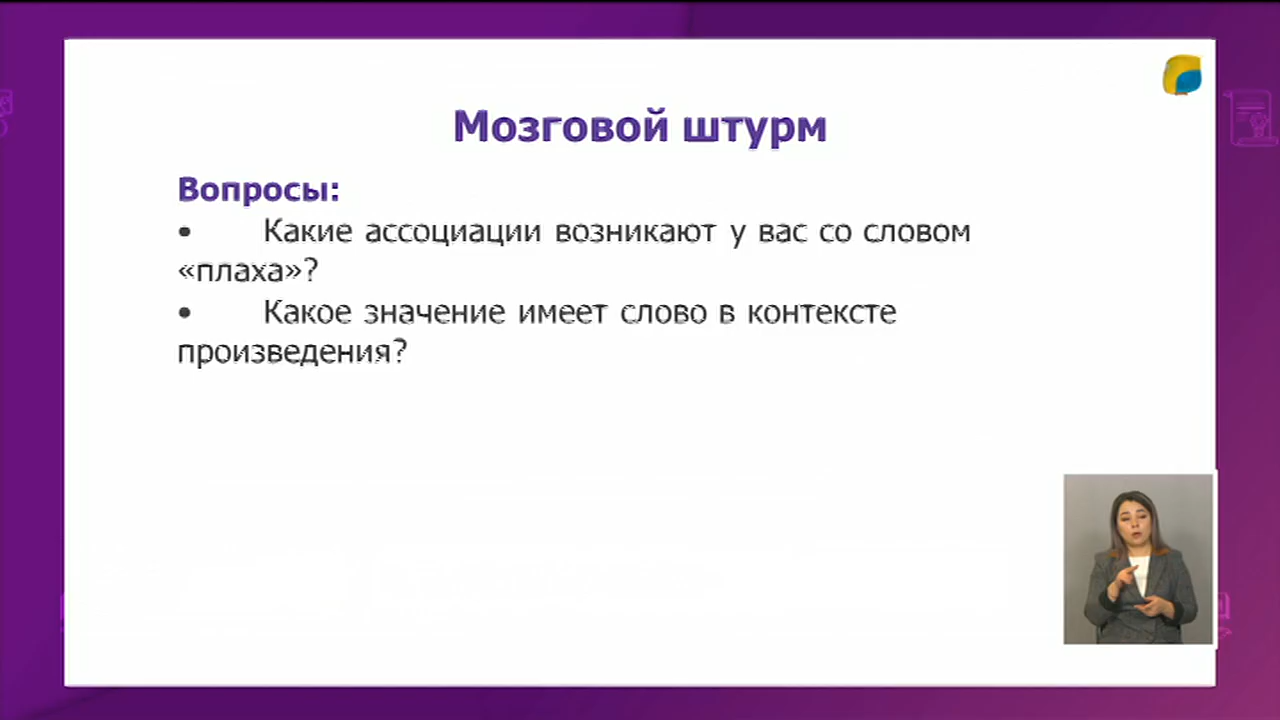 Мозговой штурм
Вопросы:
• Какие ассоциации возникают у вас со словом
«плаха»?
• Какое значение имеет слово в контексте
произведения?